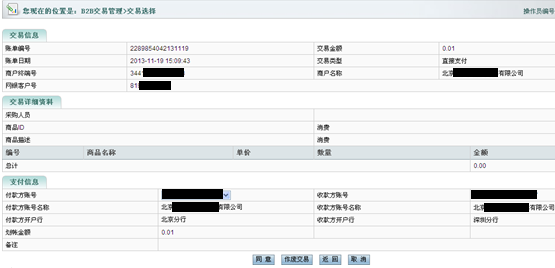 您现在的位置是：B2B交易管理>交易选择 操作员编号
交易信息
账单编号 2289854042131119 交易金额 0.01
账单日期 2013-11-19 15:09:43 交易类型 直接支付
商户终端号 3441 商户名称 北京 有限公司
网银客户号 81
交易详细资料
采购人员
商品ID 消费
商品描述 消费
编号 商品名称 单价 数量 金额
总计 0.00
支付信息
付款方账号 收款方账号
付款方账号名称 北京 有限公司 收款方账号名称 北京 有限公司
付款方开户行 北京分行 收款方开户行 深圳分行
划帐金额 0.01
备注
同意 作废交易 返回 取消